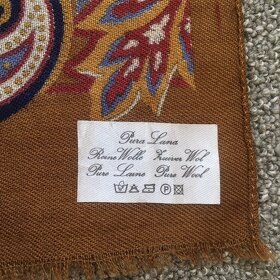 Pura Lana
Reine Wolle Zuiver Wol
Pure Laine Pure Wool
P